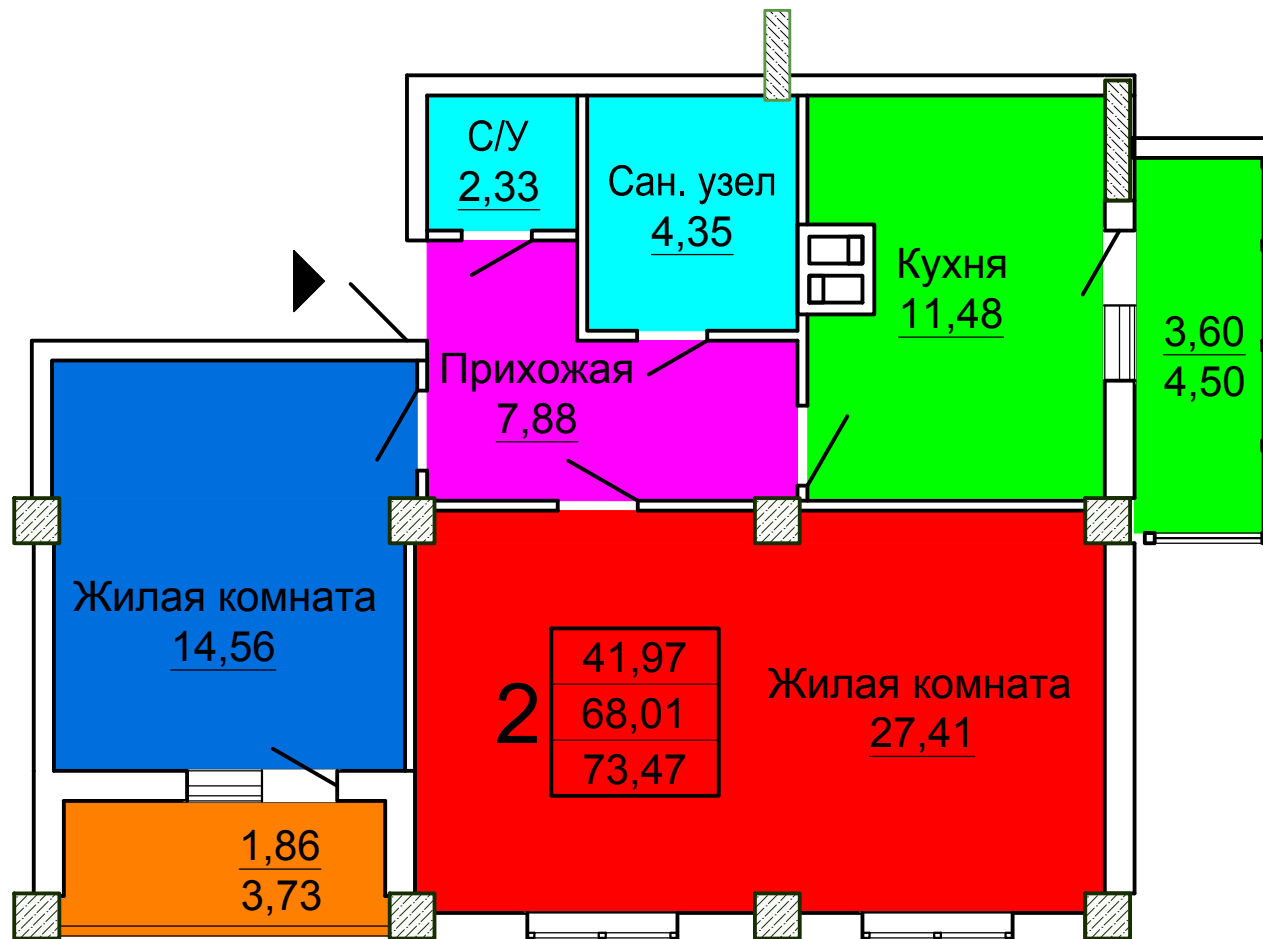 С/У
2,33
Сан. узел
4,35
Кухня
11,48
3,60
4,50
Прихожая
7,88
Жилая комната
14,56
2
41,97
68,01
73,47
Жилая комната
27,41
1,86
3,73